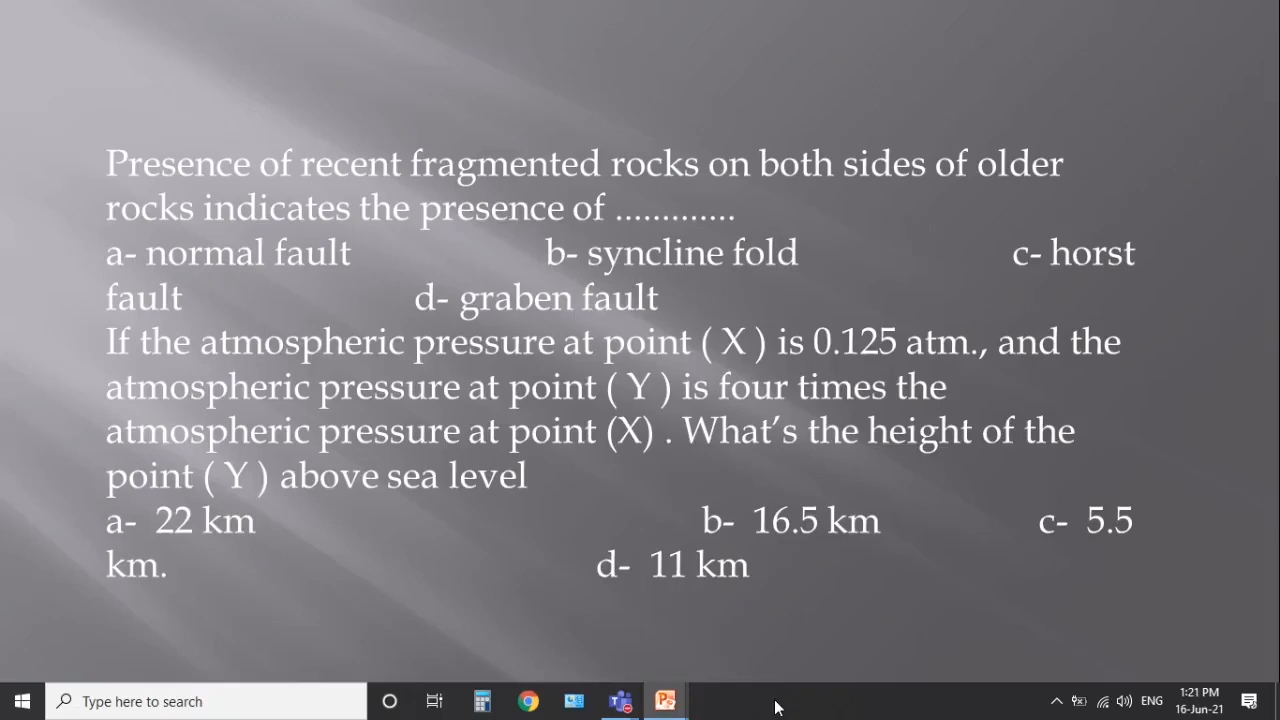 Presence of recent fragmented rocks on both sides of older
rocks indicates the presence of .............
a- normal fault b- syncline fold c- horst
fault d- graben fault
If the atmospheric pressure at point ( X ) is 0.125 atm., and the
atmospheric pressure at point ( Y ) is four times the
atmospheric pressure at point (X) . What’s the height of the
point ( Y ) above sea level
a- 22 km b- 16.5 km c- 5.5
km. d- 11 km
Type here to search
ENG
1:21 PM
16-Jun-21